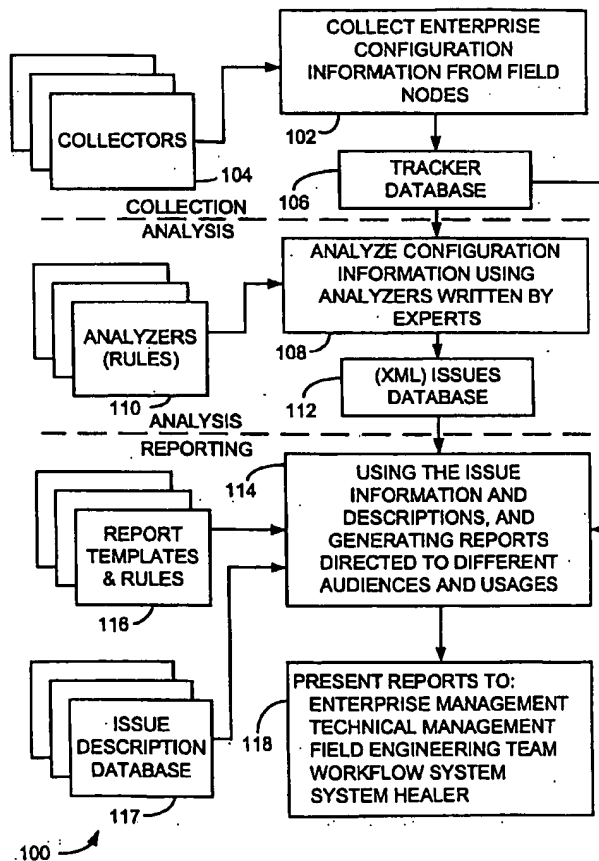 COLLECT ENTERPRISE
CONFIGURATION
INFORMATION FROM FIELD
NODES
102
COLLECTORS
104
TRACKER
DATABASE
106
COLLECTION
ANALYSIS
ANALYZE CONFIGURATION
INFORMATION USING
ANALYZERS WRITTEN BY
EXPERTS
108
ANALYZERS
(RULES)
110
(XML) ISSUES
DATABASE
112
ANALYSIS
REPORTING
114
USING THE ISSUE
INFORMATION AND
DESCRIPTIONS, AND
GENERATING REPORTS
DIRECTED TO DIFFERENT
AUDIENCES AND USAGES
REPORT
TEMPLATES
& RULES
116
PRESENT REPORTS TO:
ENTERPRISE MANAGEMENT
TECHNICAL MANAGEMENT
FIELD ENGINEERING TEAM
WORKFLOW SYSTEM
SYSTEM HEALER
118
ISSUE
DESCRIPTION
DATABASE
117
100